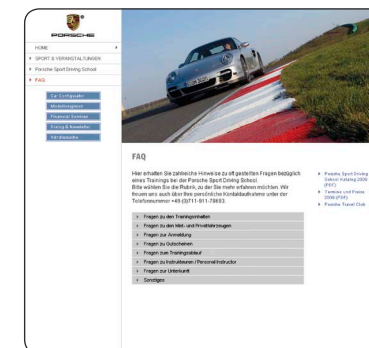 PORSCHE
HOME
SPORT & VERANSTALTUNGEN
Porsche Sport Driving School
FAQ
Car Configurator
Modellvergleich
Financial Services
Dialog & Newsletter
Händlersuche
FAQ
Hier erhalten Sie zahlreiche Hinweise zu oft gestellten Fragen bezüglich
eines Trainings bei der Porsche Sport Driving School.
Bitte wählen Sie die Rubrik, zu der Sie mehr erfahren möchten. Wir
freuen uns auch über Ihre persönliche Kontaktaufnahme unter der
Telefonnummer +49-(0)711-911-78683.
Fragen zu den Trainingsinhalten
Fragen zu den Miet- und Privatfahrzeugen
Fragen zur Anmeldung
Fragen zu Gutscheinen
Fragen zum Trainingsablauf
Fragen zu Instrukteuren / Personal Instructor
Fragen zur Unterkunft
Sonstiges
Porsche Sport Driving
School Katalog 2008
(PDF)
Termine und Preise
2008 (PDF)
Porsche Travel Club